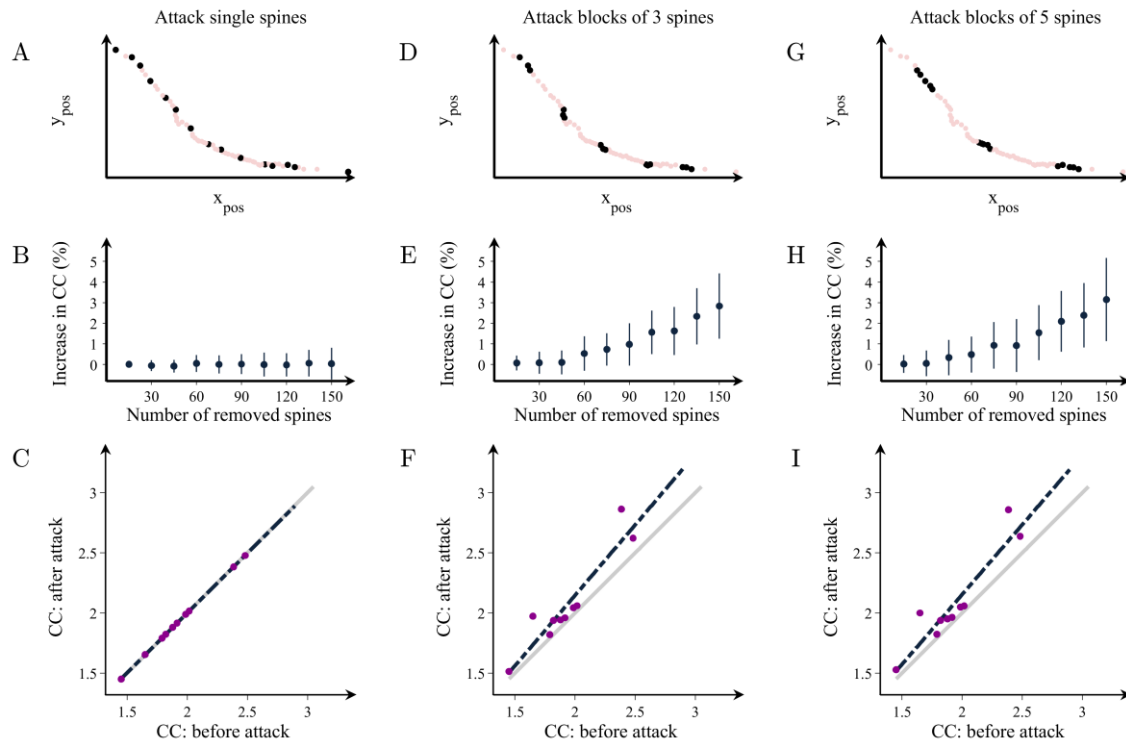 Attack single spines
Attack blocks of 3 spines
Attack blocks of 5 spines
A
y_pos
x_pos
D
y_pos
x_pos
G
y_pos
x_pos
B
Increase in CC (%)
5
4
3
2
1
0
30 60 90 120 150
Number of removed spines
E
Increase in CC (%)
5
4
3
2
1
0
30 60 90 120 150
Number of removed spines
H
Increase in CC (%)
5
4
3
2
1
0
30 60 90 120 150
Number of removed spines
C
CC: after attack
3
2.5
2
1.5
1.5 2 2.5 3
CC: before attack
F
CC: after attack
3
2.5
2
1.5
1.5 2 2.5 3
CC: before attack
I
CC: after attack
3
2.5
2
1.5
1.5 2 2.5 3
CC: before attack